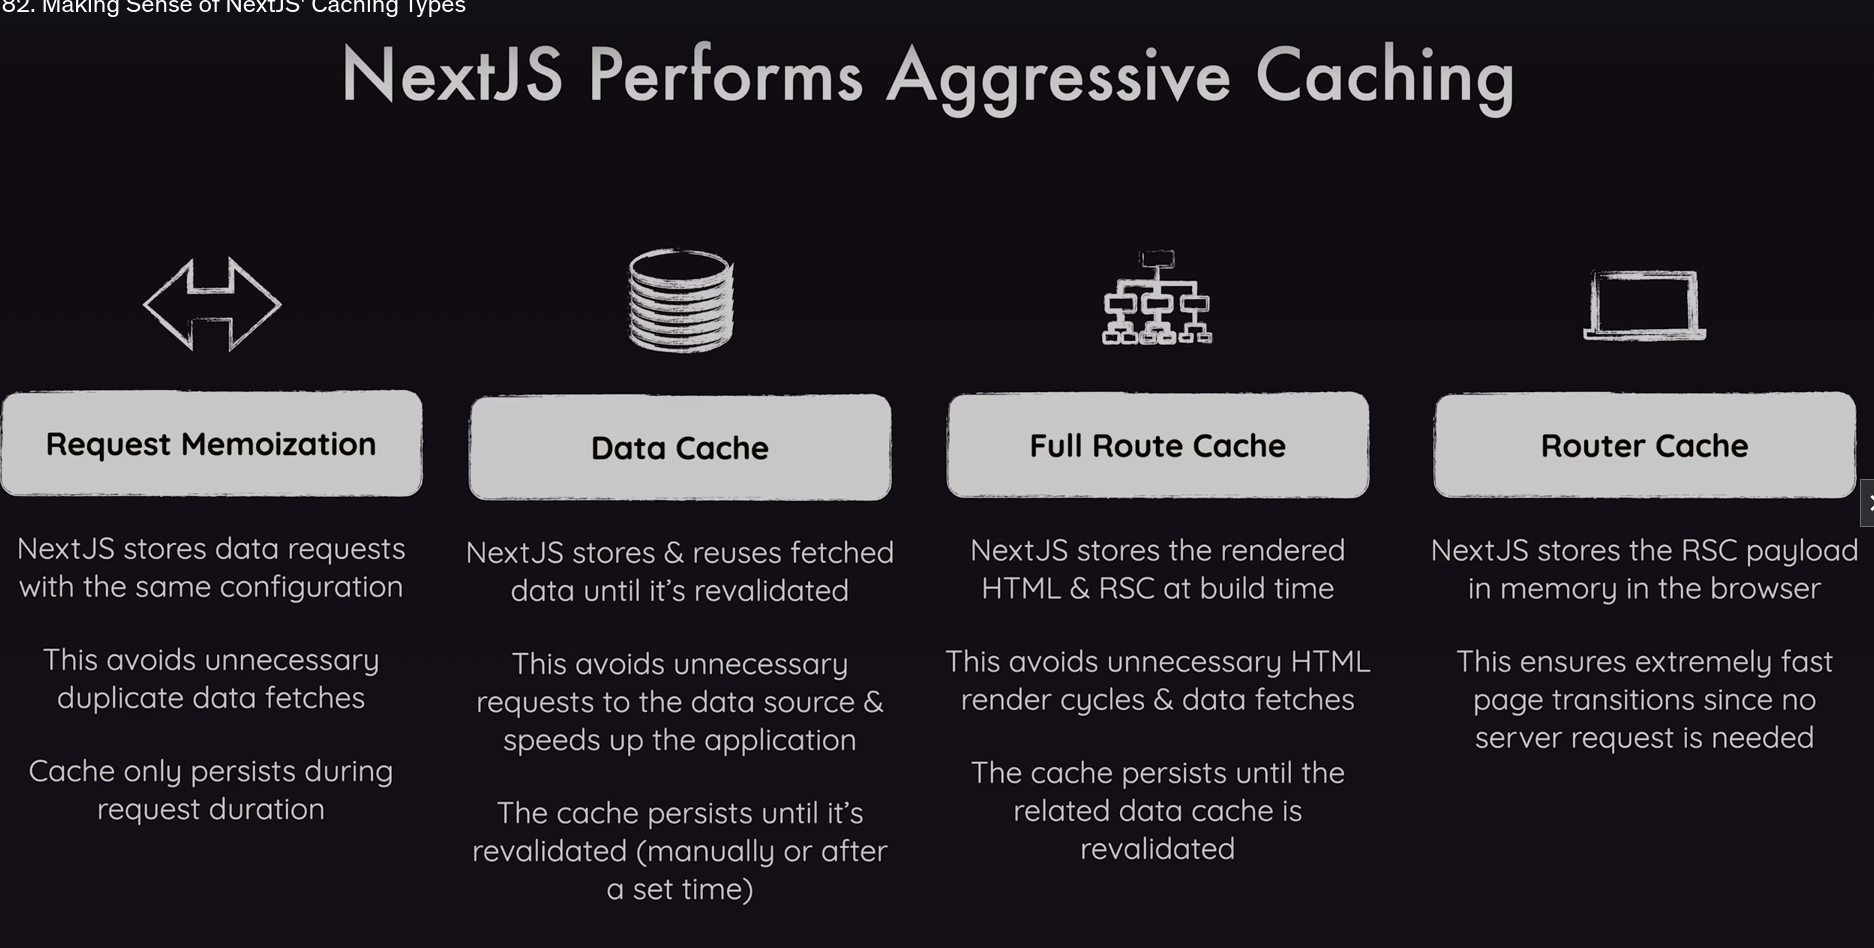 82. Making Sense of NextJS' Caching Types
NextJS Performs Aggressive Caching
Request Memoization
NextJS stores data requests
with the same configuration
This avoids unnecessary
duplicate data fetches
Cache only persists during
request duration
Data Cache
NextJS stores & reuses fetched
data until it’s revalidated
This avoids unnecessary
requests to the data source &
speeds up the application
The cache persists until it’s
revalidated (manually or after
a set time)
Full Route Cache
NextJS stores the rendered
HTML & RSC at build time
This avoids unnecessary HTML
render cycles & data fetches
The cache persists until the
related data cache is
revalidated
Router Cache
NextJS stores the RSC payload
in memory in the browser
This ensures extremely fast
page transitions since no
server request is needed